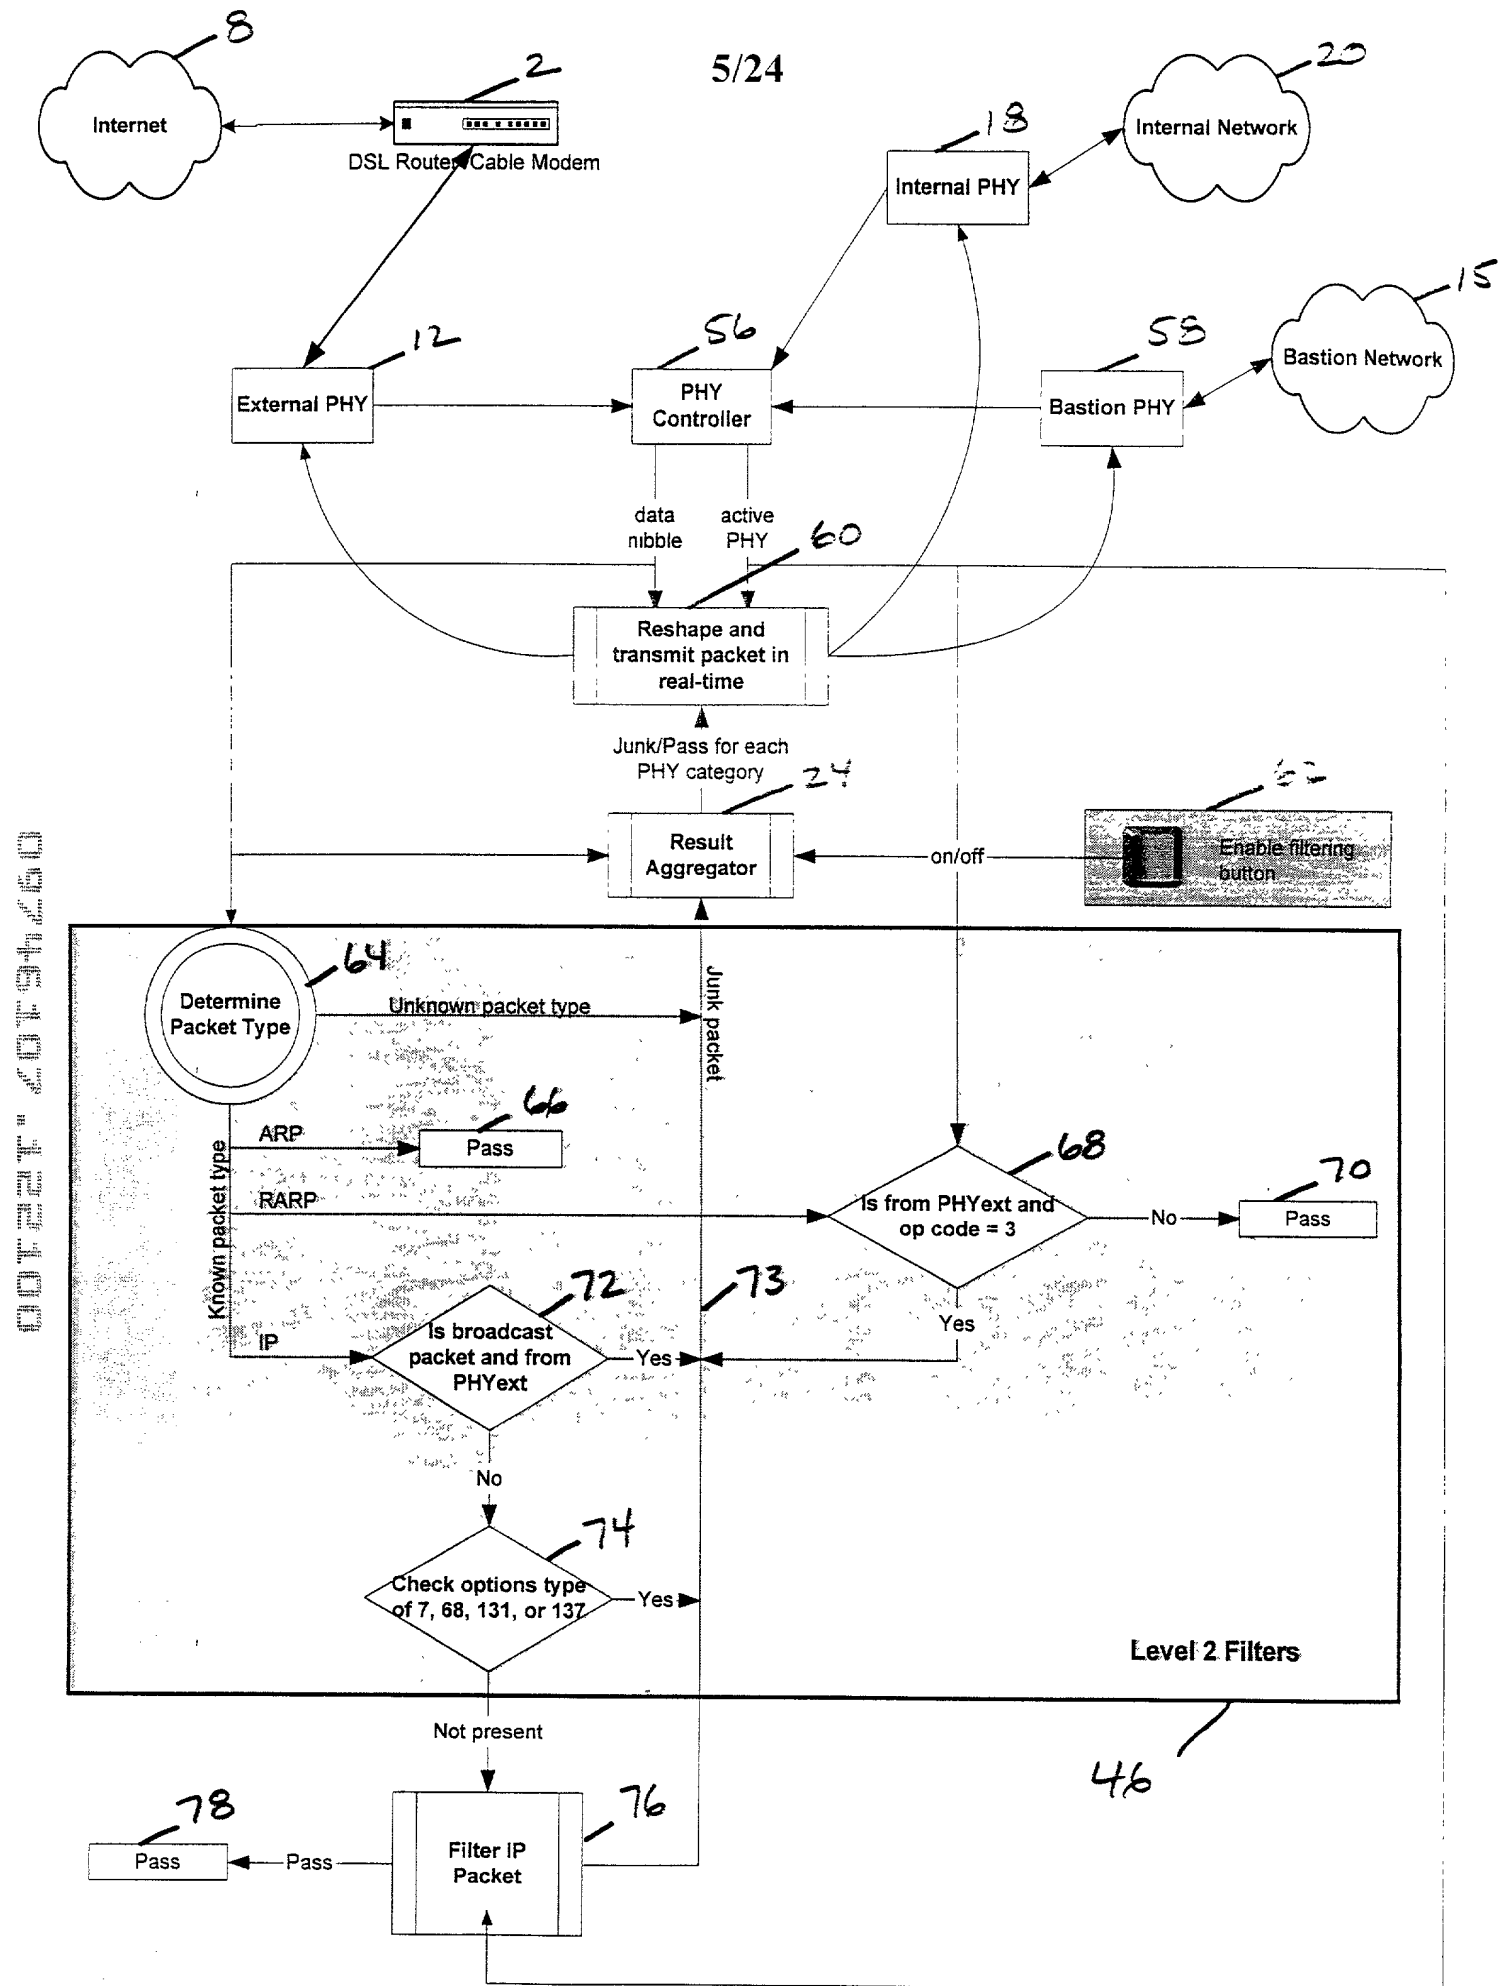 8
2
5/24
20
Internet
18
Internal Network
DSL Router/Cable Modem
Internal PHY
15
12
56
58
Bastion Network
External PHY
PHY
Controller
Bastion PHY
data
nibble
active
PHY
60
Reshape and
transmit packet in
real-time
Junk/Pass for each
PHY category
24
62
Result
Aggregator
on/off
Enable filtering
button
64
Determine
Packet Type
Unknown packet type
Junk packet
66
ARP
Pass
68
70
Known packet type
RARP
Is from PHYext and
op code = 3
No
Pass
72
73
Yes
IP
Is broadcast
packet and from
PHYext
Yes
No
74
Check options type
of 7, 68, 131, or 137
Yes
Level 2 Filters
Not present
46
78
76
Pass
Pass
Filter IP
Packet